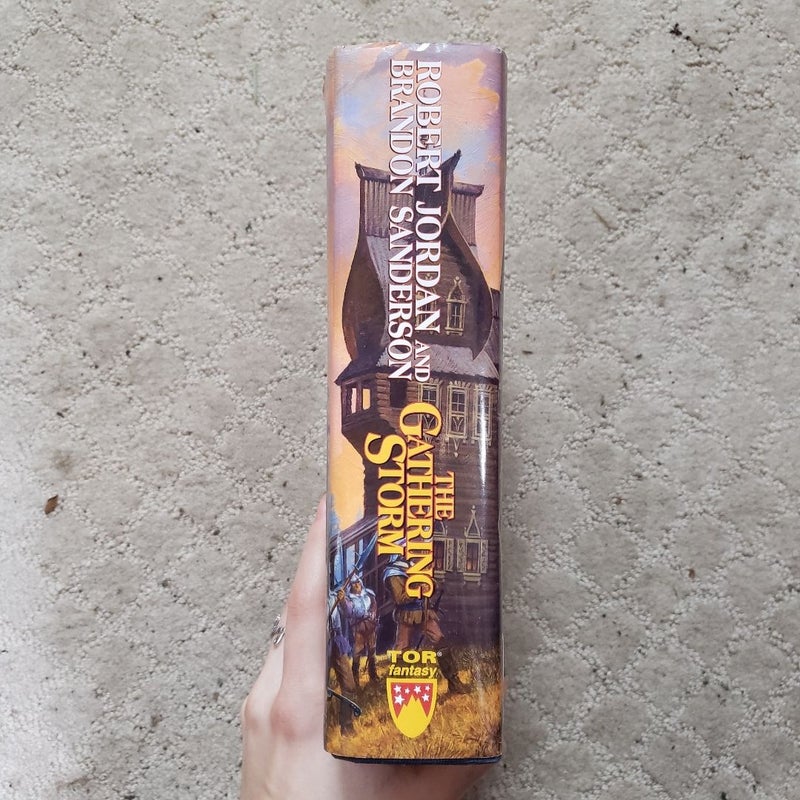 ROBERT JORDAN AND
BRANDON SANDERSON
THE
GATHERING
STORM
TOR®
fantasy